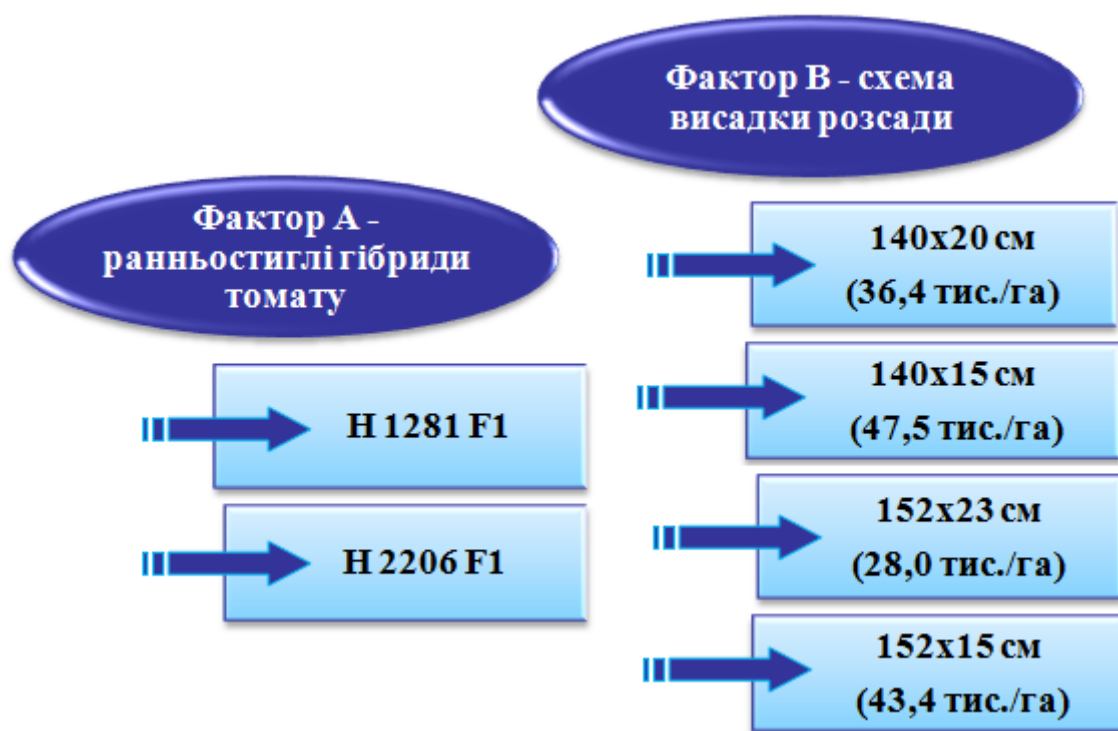 Фактор А -
ранньостиглі гібриди
томату
Н 1281 F1
Н 2206 F1
Фактор В - схема
висадки розсади
140х20 см
(36,4 тис./га)
140х15 см
(47,5 тис./га)
152х23 см
(28,0 тис./га)
152х15 см
(43,4 тис./га)